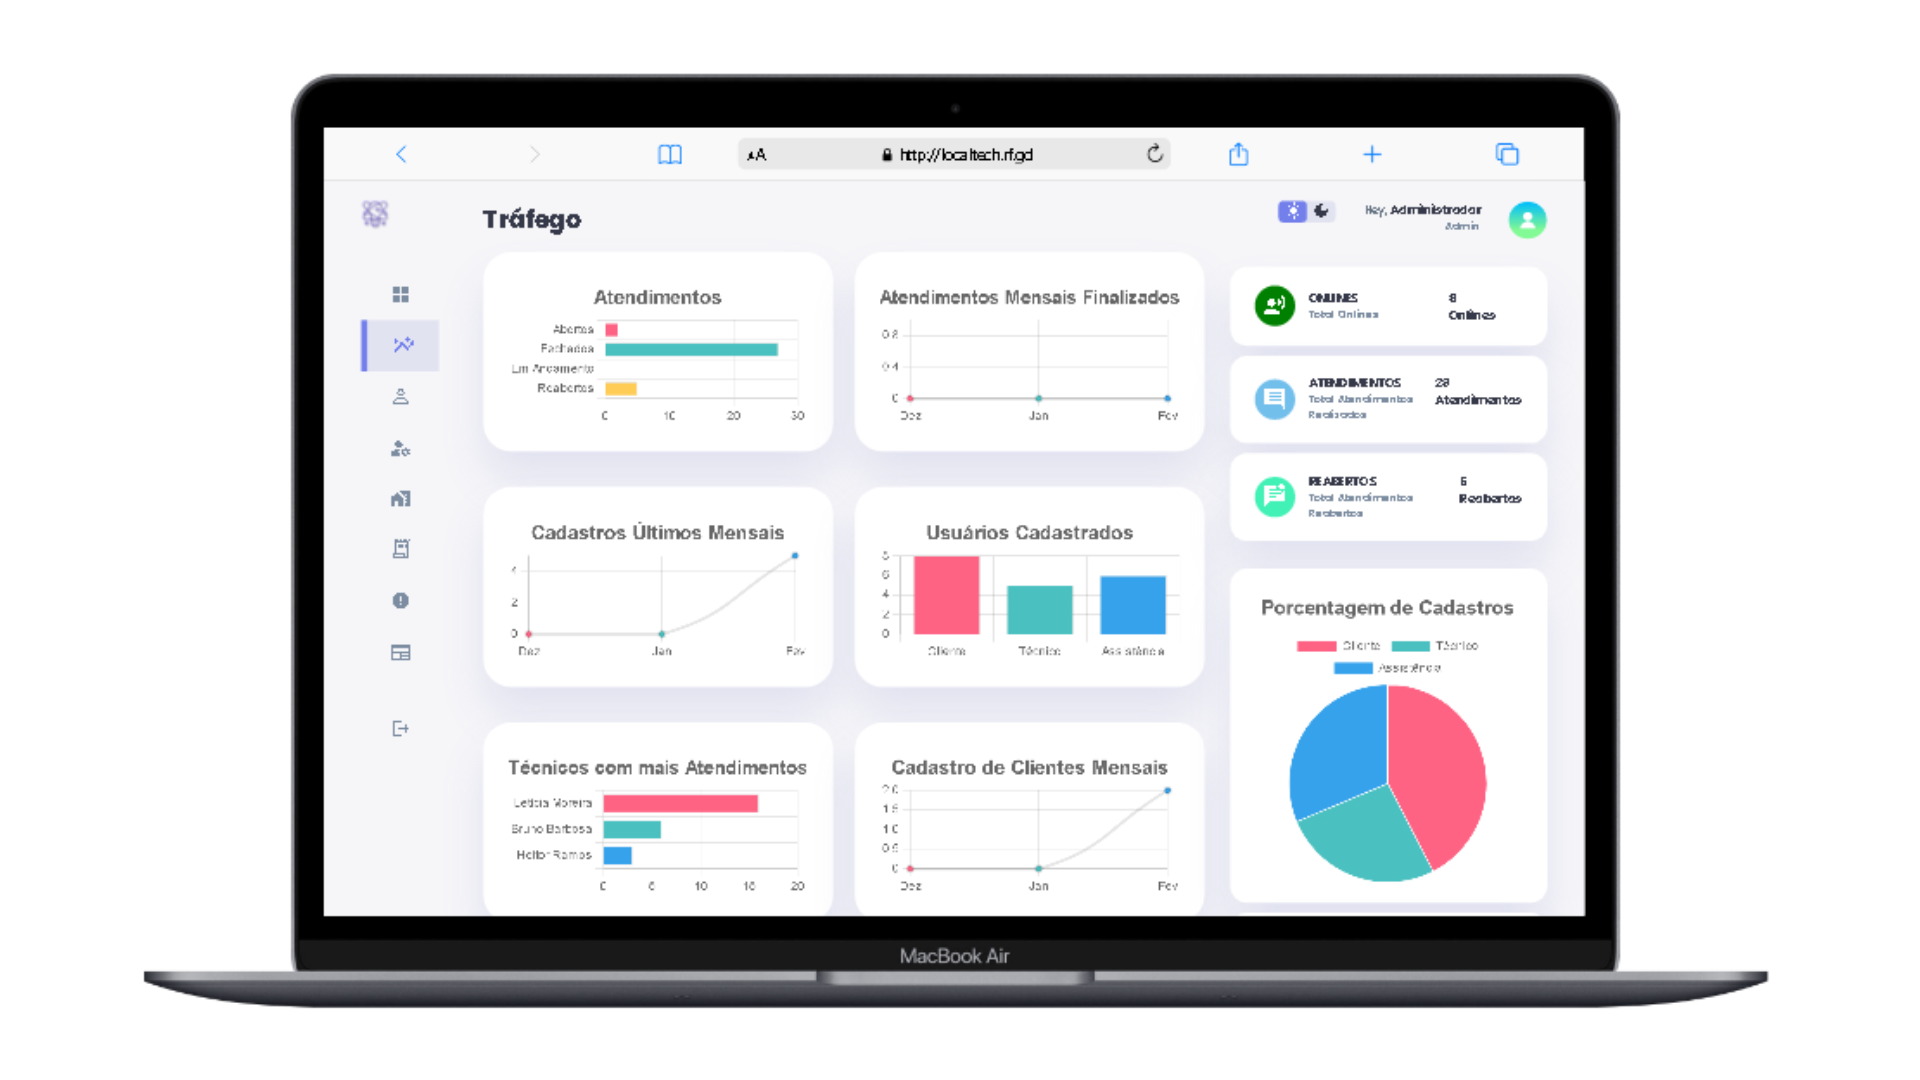 http://localtech.rf.gd
Tráfego
Hey, Administrador
Admin
Atendimentos
Abertos
Fechados
Em Andamento
Reabertos
0 10 20 30
Atendimentos Mensais Finalizados
0.8
0.4
0
Dez Jan Fev
ONLINES
Total Onlines
8
Onlines
ATENDIMENTOS
Total Atendimentos
Realizados
Atendimentos
REABERTOS
Total Atendimentos
Reabertos
Reabertos
Cadastros Últimos Mensais
4
2
0
Dez Jan Fev
Usuários Cadastrados
8
6
4
2
0
Cliente Técnico Assistência
Porcentagem de Cadastros
Cliente Técnico
Assistência
Técnicos com mais Atendimentos
Letícia Moreira
Bruno Barbosa
Heitor Ramos
0 5 10 15 20
Cadastro de Clientes Mensais
2.0
1.5
1.0
0.5
0
Dez Jan Fev
MacBook Air